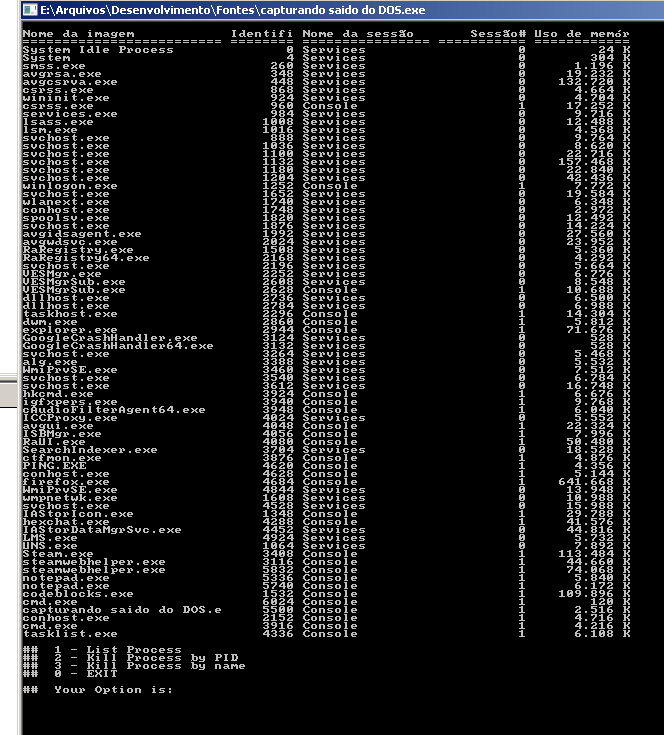 E:\Arquivos\Desenvolvimento\Fontes\capturando saido do DOS.exe
Nome da imagem Identifi Nome da sess%o Sess%o# Uso de memór
System Idle Process 0 Services 0 24 K
System 4 Services 0 304 K
smss.exe 260 Services 0 1.196 K
avgrsa.exe 348 Services 0 19.232 K
avgcsrva.exe 448 Services 0 132.720 K
csrss.exe 868 Services 0 4.664 K
wininit.exe 924 Services 0 4.704 K
csrss.exe 960 Console 1 17.252 K
services.exe 984 Services 0 9.716 K
lsass.exe 1008 Services 0 12.488 K
lsm.exe 1016 Services 0 4.568 K
svchost.exe 888 Services 0 9.764 K
svchost.exe 1036 Services 0 8.620 K
svchost.exe 1100 Services 0 22.716 K
svchost.exe 1132 Services 0 157.468 K
svchost.exe 1180 Services 0 22.840 K
svchost.exe 1204 Services 0 42.436 K
winlogon.exe 1252 Console 1 7.772 K
svchost.exe 1652 Services 0 19.584 K
wlanext.exe 1740 Services 0 6.348 K
conhost.exe 1748 Services 0 2.972 K
spoolsv.exe 1820 Services 0 12.492 K
svchost.exe 1876 Services 0 14.224 K
avgidsagent.exe 1992 Services 0 27.560 K
avgwdsvc.exe 2024 Services 0 23.952 K
RaRegistry.exe 1508 Services 0 5.360 K
RaRegistry64.exe 2168 Services 0 4.292 K
svchost.exe 2196 Services 0 5.664 K
VESMgr.exe 2252 Services 0 6.776 K
VESMgrSub.exe 2608 Services 0 8.548 K
VESMgrSub.exe 2628 Console 1 10.688 K
dllhost.exe 2736 Services 0 6.500 K
dllhost.exe 2784 Services 0 6.988 K
taskhost.exe 2296 Console 1 14.304 K
dwm.exe 2860 Console 1 5.812 K
explorer.exe 2944 Console 1 71.676 K
GoogleCrashHandler.exe 3124 Services 0 528 K
GoogleCrashHandler64.exe 3132 Services 0 528 K
svchost.exe 3264 Services 0 5.468 K
alg.exe 3388 Services 0 5.532 K
WmiPrvSE.exe 3460 Services 0 7.512 K
svchost.exe 3540 Services 0 6.784 K
svchost.exe 3612 Services 0 16.748 K
hkcmd.exe 3924 Console 1 6.676 K
igfxpers.exe 3940 Console 1 9.768 K
cAudioFilterAgent64.exe 3948 Console 1 6.040 K
ICCProxy.exe 4024 Services 0 5.552 K
avgui.exe 4048 Console 1 22.324 K
ISBMgr.exe 4056 Console 1 7.996 K
RaUI.exe 4080 Console 1 50.480 K
SearchIndexer.exe 3704 Services 0 18.528 K
ctfmon.exe 3876 Console 1 4.876 K
PING.EXE 4620 Console 1 4.356 K
conhost.exe 4628 Console 1 5.144 K
firefox.exe 4684 Console 1 641.668 K
WmiPrvSE.exe 4844 Services 0 13.948 K
wmpnetwk.exe 1608 Services 0 10.988 K
svchost.exe 4528 Services 0 15.988 K
IAStorIcon.exe 1348 Console 1 29.788 K
hexchat.exe 4288 Console 1 41.576 K
IAStorDataMgrSvc.exe 4452 Services 0 44.816 K
LMS.exe 4924 Services 0 5.732 K
UNS.exe 1064 Services 0 7.892 K
Steam.exe 3408 Console 1 113.484 K
steamwebhelper.exe 3116 Console 1 44.660 K
steamwebhelper.exe 5832 Console 1 74.068 K
notepad.exe 5336 Console 1 5.840 K
notepad.exe 5740 Console 1 6.172 K
codeblocks.exe 1532 Console 1 109.896 K
cmd.exe 6024 Console 1 120 K
capturando saido do DOS.e 5500 Console 1 2.516 K
conhost.exe 2152 Console 1 4.716 K
cmd.exe 3916 Console 1 4.216 K
tasklist.exe 4336 Console 1 6.108 K
## 1 - List Process
## 2 - Kill Process by PID
## 3 - Kill Process by name
## 0 - EXIT
## Your Option is: